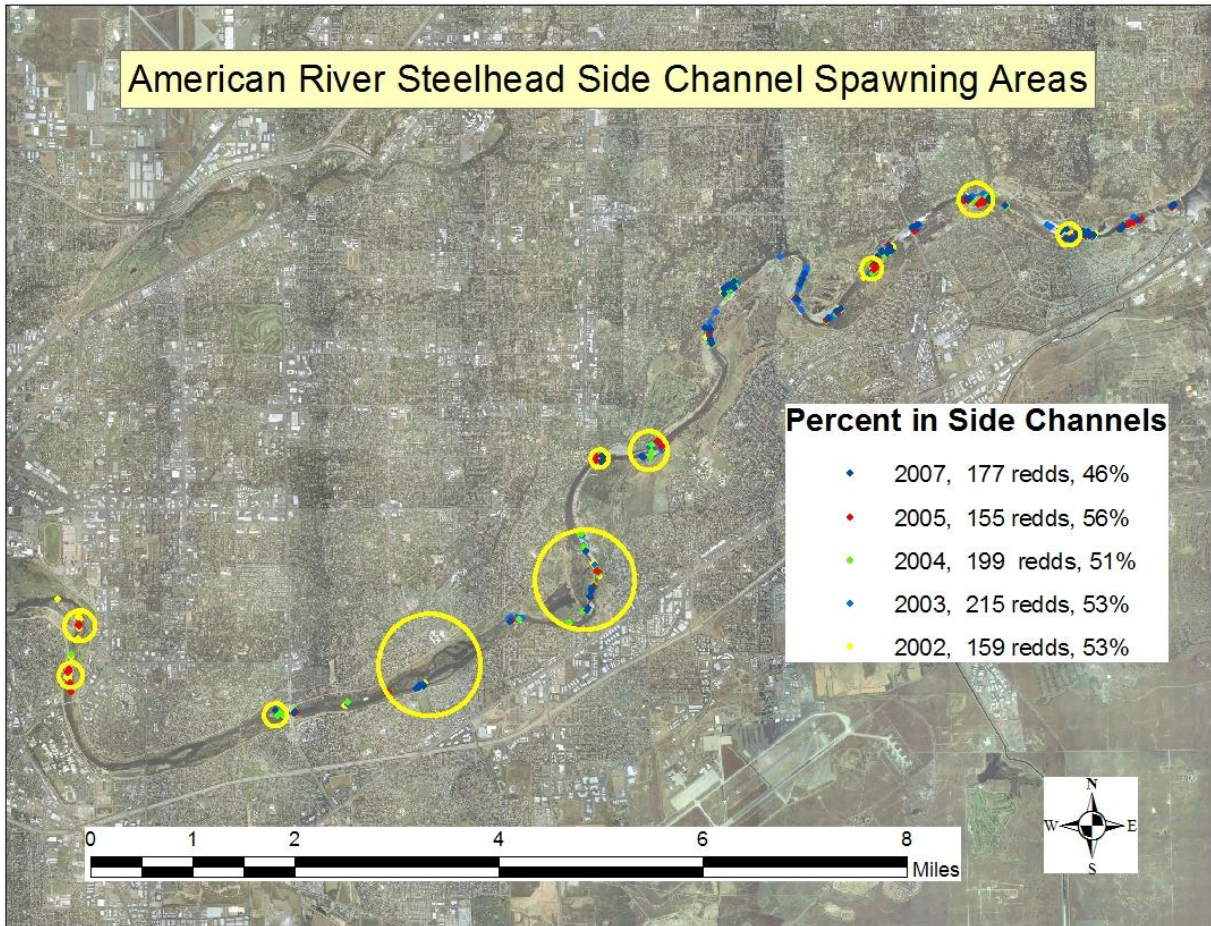 American River Steelhead Side Channel Spawning Areas
Percent in Side Channels
2007, 177 redds, 46%
2005, 155 redds, 56%
2004, 199 redds, 51%
2003, 215 redds, 53%
2002, 159 redds, 53%
N
W E
S
0 1 2 4 6 8
Miles